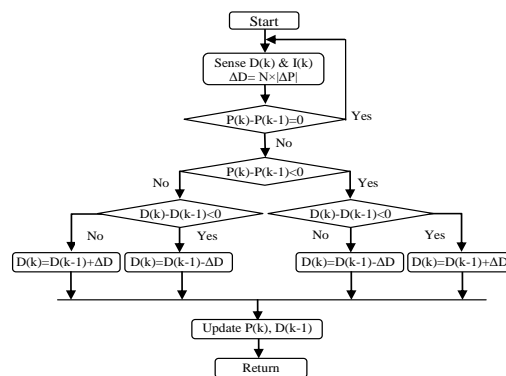 Start
Sense D(k) & I(k)
ΔD= N×|ΔP|
P(k)-P(k-1)=0
Yes
No
P(k)-P(k-1)<0
No
Yes
D(k)-D(k-1)<0
D(k)-D(k-1)<0
No
Yes
No
Yes
D(k)=D(k-1)+ΔD
D(k)=D(k-1)-ΔD
D(k)=D(k-1)-ΔD
D(k)=D(k-1)+ΔD
Update P(k), D(k-1)
Return